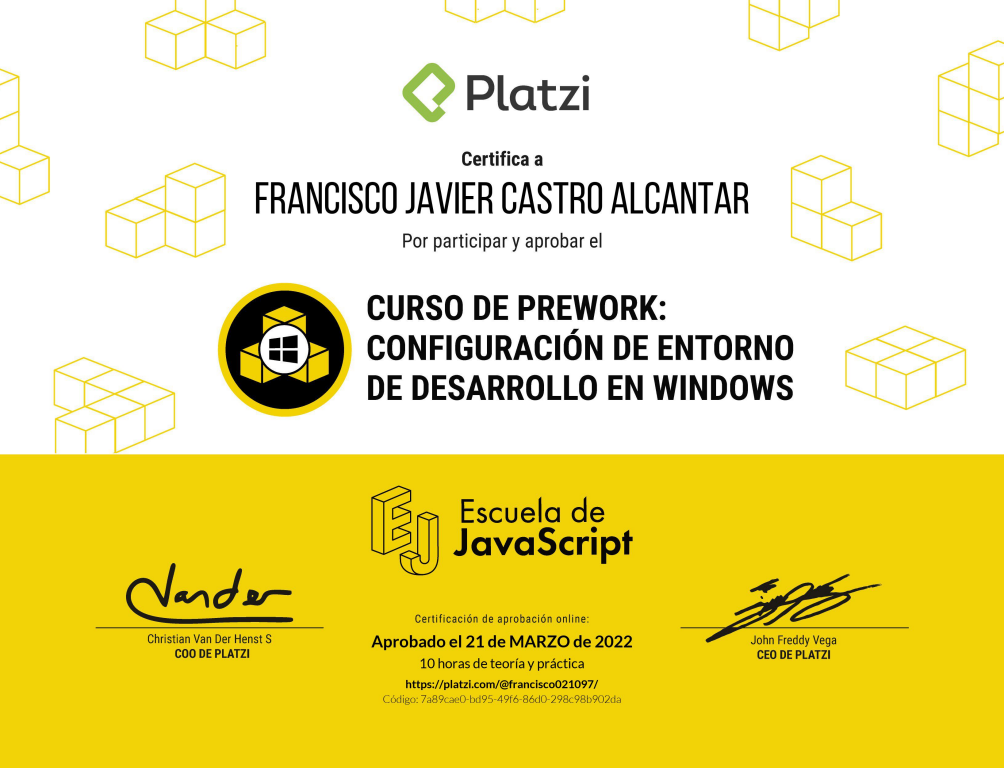 Platzi
Certifica a
FRANCISCO JAVIER CASTRO ALCANTAR
Por participar y aprobar el
CURSO DE PREWORK:
CONFIGURACIÓN DE ENTORNO
DE DESARROLLO EN WINDOWS
EJ
Escuela de
JavaScript
Vander
Christian Van Der Henst S
COO DE PLATZI
Certificación de aprobación online:
Aprobado el 21 de MARZO de 2022
10 horas de teoría y práctica
https://platzi.com/@francisco021097/
Código: 7a89cae0-bd95-49f6-86d0-298c98b902da
John Freddy Vega
CEO DE PLATZI